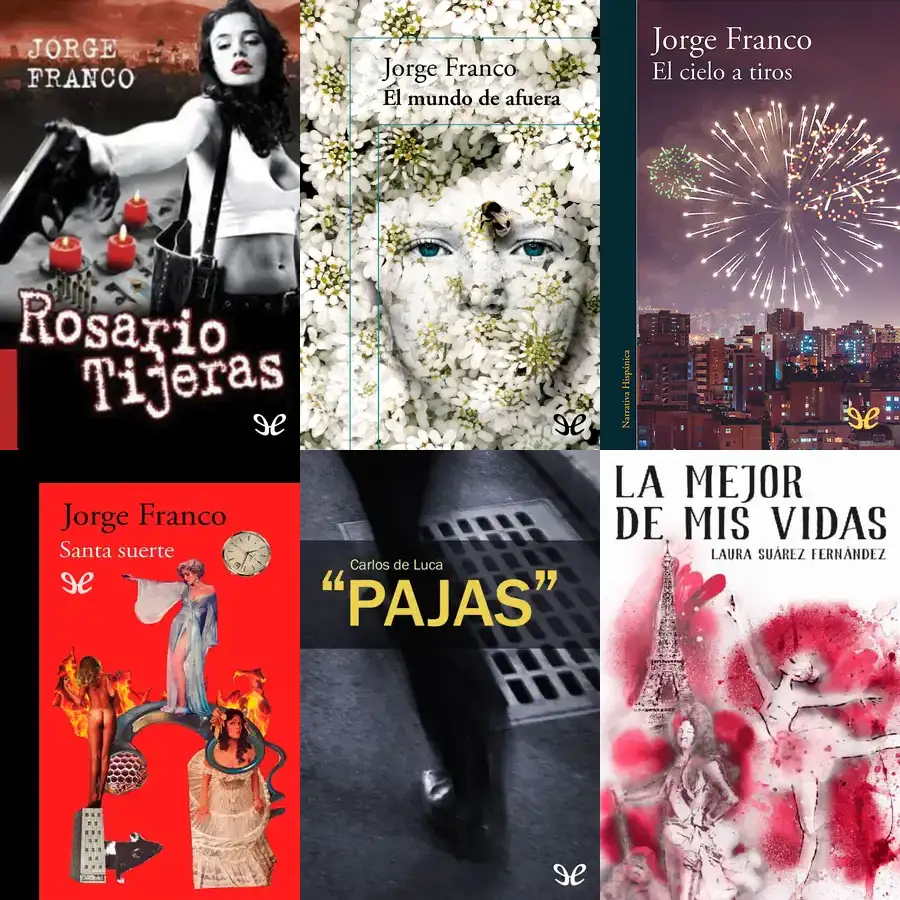 JORGE
FRANCO
Rosario
Tijeras
Jorge Franco
El mundo de afuera
Jorge Franco
El cielo a tiros
Narrativa Hispánica
Jorge Franco
Santa suerte
Carlos de Luca
“PAJAS”
LA MEJOR
DE MIS VIDAS
LAURA SUÁREZ FERNÁNDEZ